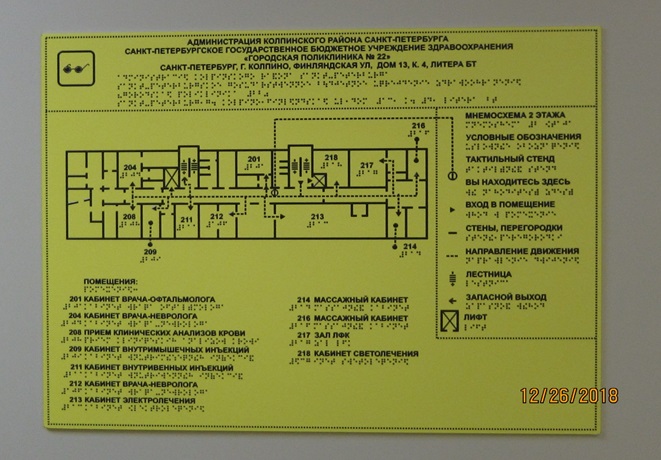 АДМИНИСТРАЦИЯ КОЛПИНСКОГО РАЙОНА САНКТ-ПЕТЕРБУРГА
САНКТ-ПЕТЕРБУРГСКОЕ ГОСУДАРСТВЕННОЕ БЮДЖЕТНОЕ УЧРЕЖДЕНИЕ ЗДРАВООХРАНЕНИЯ
«ГОРОДСКАЯ ПОЛИКЛИНИКА № 22»
САНКТ-ПЕТЕРБУРГ, Г. КОЛПИНО, ФИНЛЯНДСКАЯ УЛ, ДОМ 13, К. 4, ЛИТЕРА БТ
МНЕМОСХЕМА 2 ЭТАЖА
УСЛОВНЫЕ ОБОЗНАЧЕНИЯ
ТАКТИЛЬНЫЙ СТЕНД
ВЫ НАХОДИТЕСЬ ЗДЕСЬ
ВХОД В ПОМЕЩЕНИЕ
СТЕНЫ, ПЕРЕГОРОДКИ
НАПРАВЛЕНИЕ ДВИЖЕНИЯ
ЛЕСТНИЦА
ЗАПАСНОЙ ВЫХОД
ЛИФТ
216
204
201
218
217
208
211
212
213
209
214
ПОМЕЩЕНИЯ:
201 КАБИНЕТ ВРАЧА-ОФТАЛЬМОЛОГА
204 КАБИНЕТ ВРАЧА-НЕВРОЛОГА
208 ПРИЕМ КЛИНИЧЕСКИХ АНАЛИЗОВ КРОВИ
209 КАБИНЕТ ВНУТРИМЫШЕЧНЫХ ИНЪЕКЦИЙ
211 КАБИНЕТ ВНУТРИВЕННЫХ ИНЪЕКЦИЙ
212 КАБИНЕТ ВРАЧА-НЕВРОЛОГА
213 КАБИНЕТ ЭЛЕКТРОЛЕЧЕНИЯ
214 МАССАЖНЫЙ КАБИНЕТ
216 МАССАЖНЫЙ КАБИНЕТ
217 ЗАЛ ЛФК
218 КАБИНЕТ СВЕТОЛЕЧЕНИЯ
12/26/2018